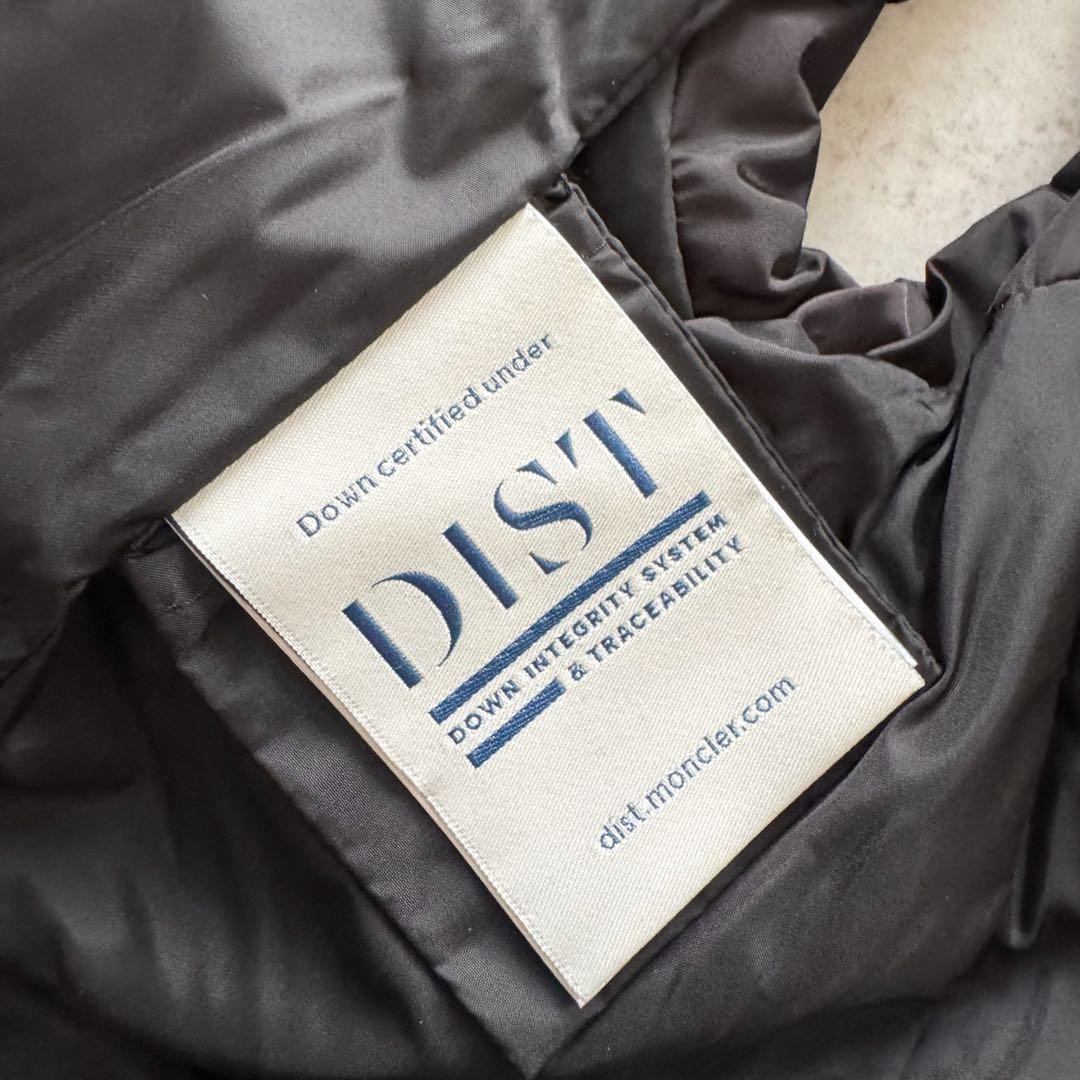 Down certified under
DIST
DOWN INTEGRITY SYSTEM
& TRACEABILITY
dist.moncler.com